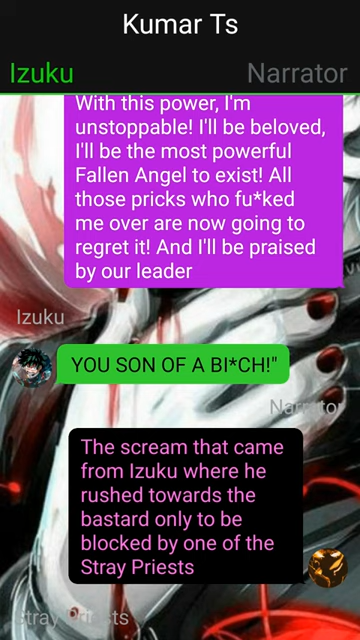 Kumar Ts
Izuku Narrator
With this power, I'm
unstoppable! I'll be beloved,
I'll be the most powerful
Fallen Angel to exist! All
those pricks who fu*ked
me over are now going to
regret it! And I'll be praised
by our leader
Izuku
YOU SON OF A BI*CH!"
Narrator
The scream that came
from Izuku where he
rushed towards the
bastard only to be
blocked by one of the
Stray Priests
Stray Priests